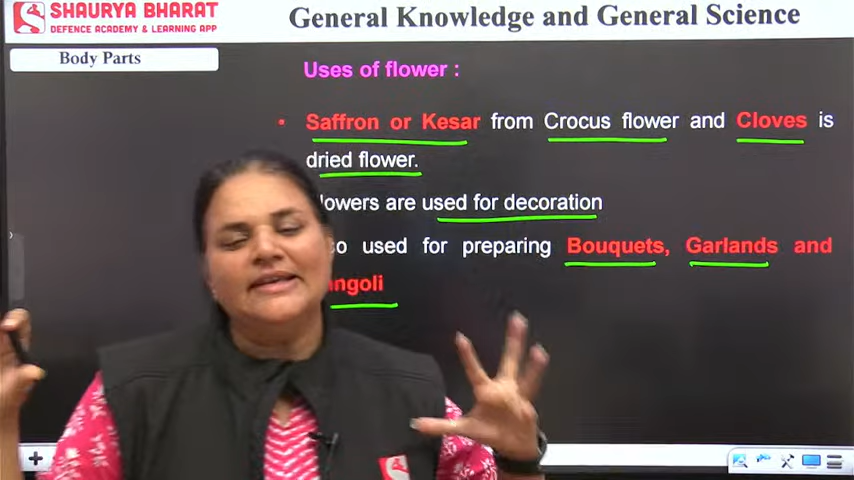 SHAURYA BHARAT
DEFENCE ACADEMY & LEARNING APP
General Knowledge and General Science
Body Parts
Uses of flower :
• Saffron or Kesar from Crocus flower and Cloves is
dried flower.
lowers are used for decoration
used for preparing Bouquets, Garlands and
ngoli